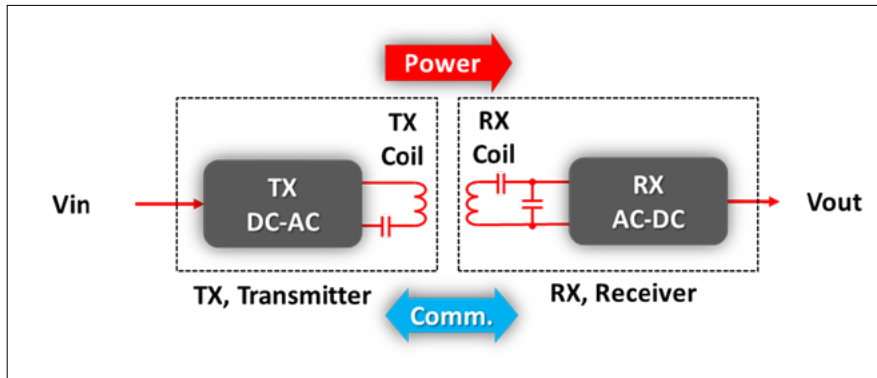 Power
TX
Coil
RX
Coil
Vin
TX
DC-AC
RX
AC-DC
Vout
TX, Transmitter
RX, Receiver
Comm.